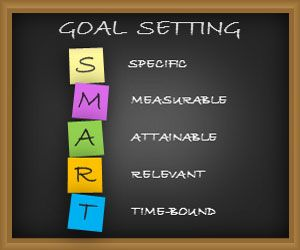 GOAL SETTING
S SPECIFIC
M MEASURABLE
A ATTAINABLE
R RELEVANT
T TIME-BOUND